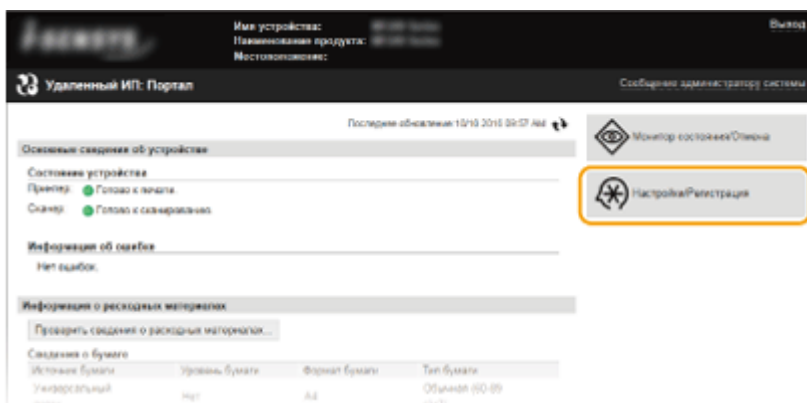 Имя устройства:
Выход
Наименование продукта:
Местоположение:
Удаленный ИП: Портал
Сообщение администратору системы
Последнее обновление: 10/10 2016 09:57 AM
Основные сведения об устройстве
Монитор состояния/Отмена
Состояние устройства
Принтер: Готово к печати.
Сканер: Готово к сканированию.
Настройки/Регистрация
Информация об ошибке
Нет ошибок.
Информация о расходных материалах
Проверить сведения о расходных материалах...
Сведения о бумаге
Источник бумаги Уровень бумаги Формат бумаги Тип бумаги
Универсальный Нет A4 Обычная (60-89